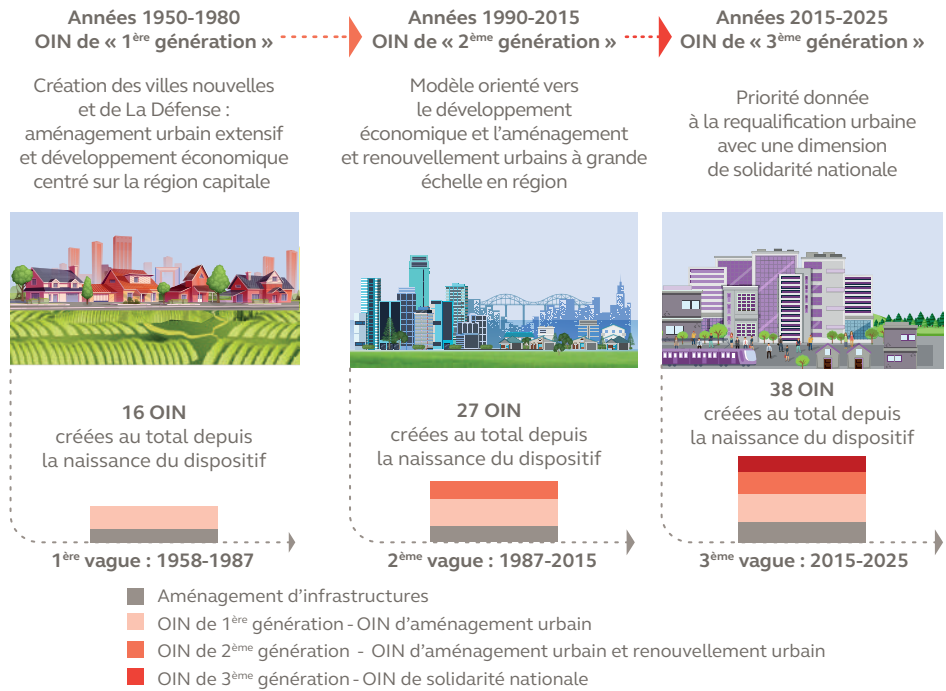 Années 1950-1980
OIN de « 1ère génération »
Création des villes nouvelles
et de La Défense :
aménagement urbain extensif
et développement économique
centré sur la région capitale
16 OIN
créées au total depuis
la naissance du dispositif
1ère vague : 1958-1987
Années 1990-2015
OIN de « 2ème génération »
Modèle orienté vers
le développement
économique et l’aménagement
et renouvellement urbains à grande
échelle en région
27 OIN
créées au total depuis
la naissance du dispositif
2ème vague : 1987-2015
Années 2015-2025
OIN de « 3ème génération »
Priorité donnée
à la requalification urbaine
avec une dimension
de solidarité nationale
38 OIN
créées au total depuis
la naissance du dispositif
3ème vague : 2015-2025
Aménagement d’infrastructures
OIN de 1ère génération - OIN d’aménagement urbain
OIN de 2ème génération - OIN d’aménagement urbain et renouvellement urbain
OIN de 3ème génération - OIN de solidarité nationale